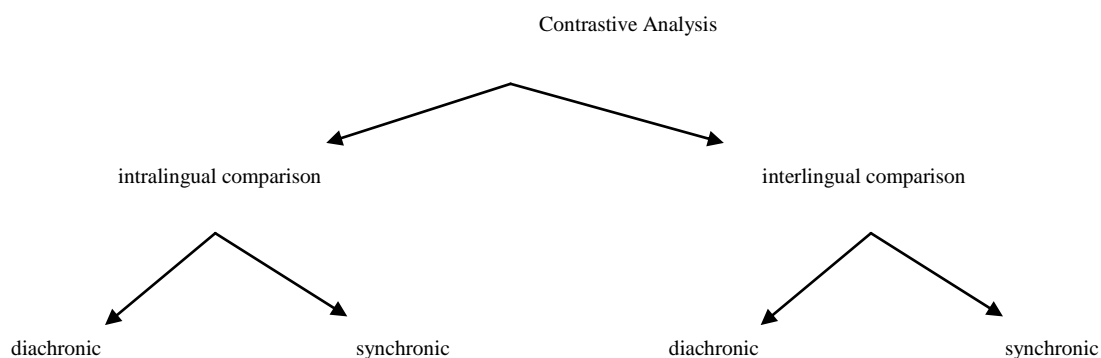 Contrastive Analysis
intralingual comparison
interlingual comparison
diachronic
synchronic
diachronic
synchronic